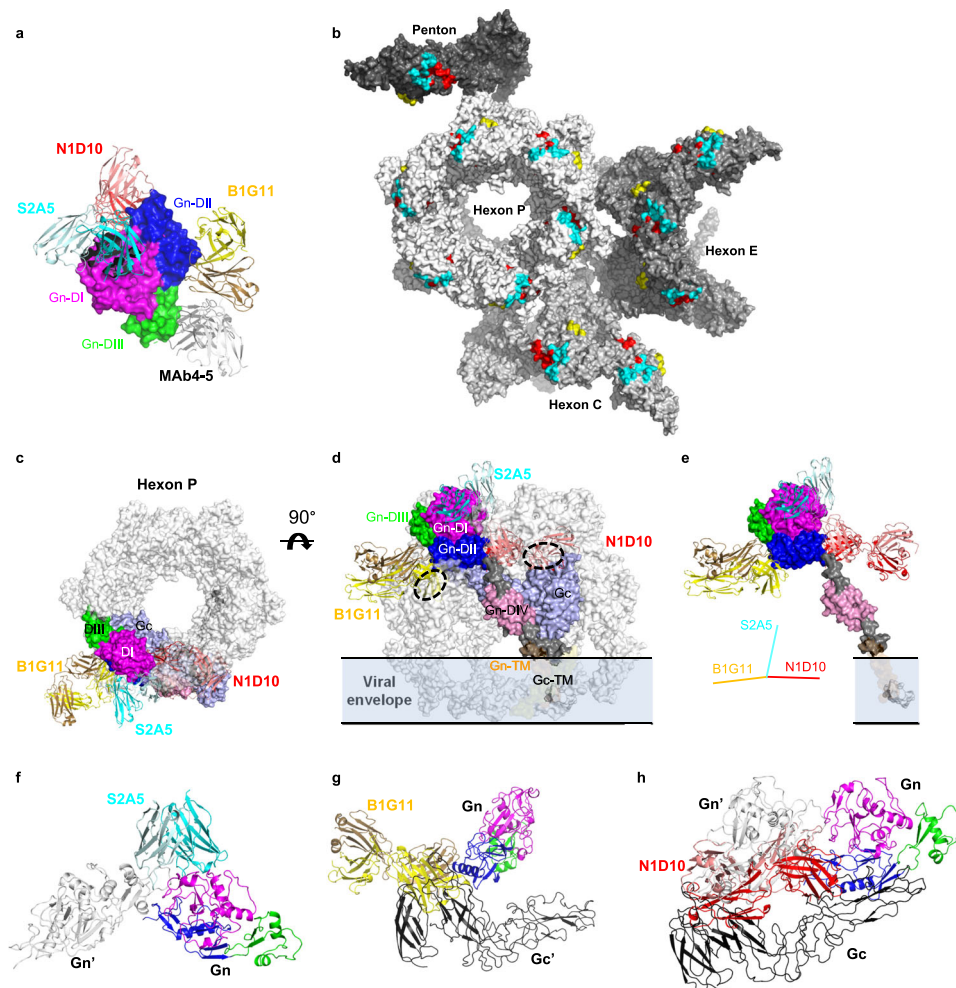 a
N1D10
S2A5
Gn-DII
B1G11
Gn-DI
Gn-DIII
MAb4-5
b
Penton
Hexon P
Hexon E
Hexon C
c
Hexon P
DIII
Gc
DI
B1G11
N1D10
S2A5
90°
d
S2A5
Gn-DIII
Gn-DI
Gn-DII
N1D10
B1G11
Gc
Gn-DIV
Gn-TM
Gc-TM
Viral
envelope
e
S2A5
B1G11
N1D10
f
S2A5
Gn'
Gn
g
B1G11
Gn
Gc'
h
Gn'
Gn
N1D10
Gc